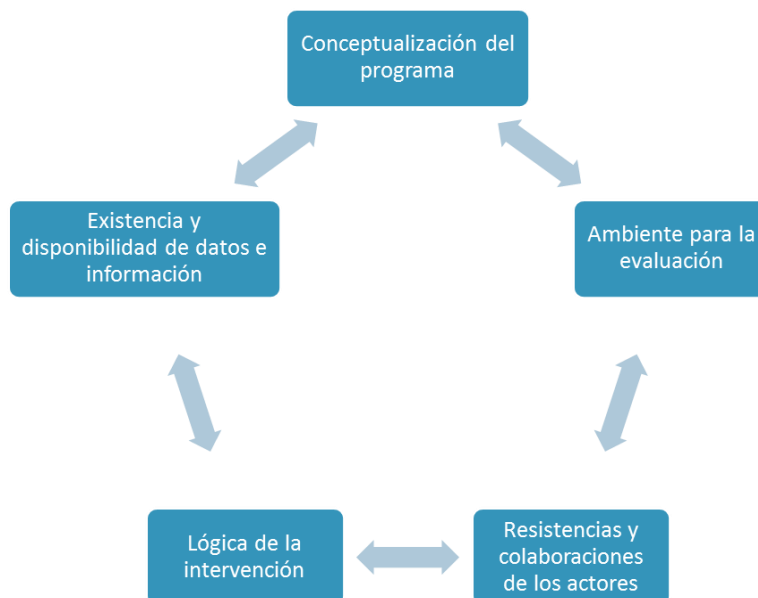 Conceptualización del
programa
Existencia y
disponibilidad de datos e
información
Ambiente para la
evaluación
Lógica de la
intervención
Resistencias y
colaboraciones
de los actores